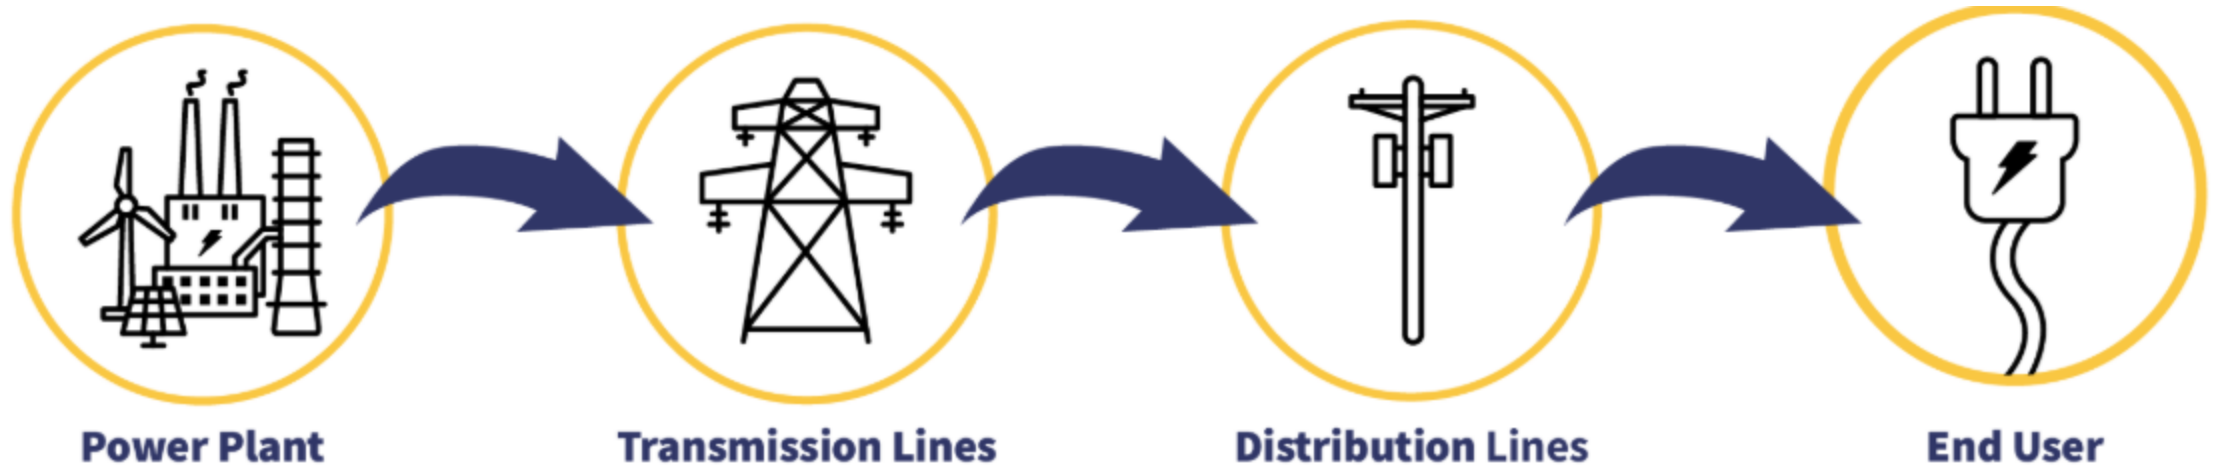 Power Plant
Transmission Lines
Distribution Lines
End User